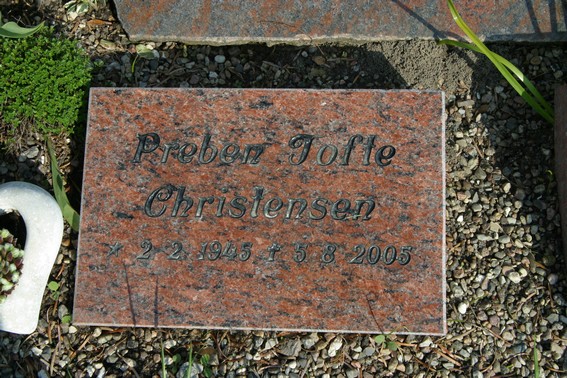 Preben Tofte
Christensen
* 2 2 1945 † 5 8 2005